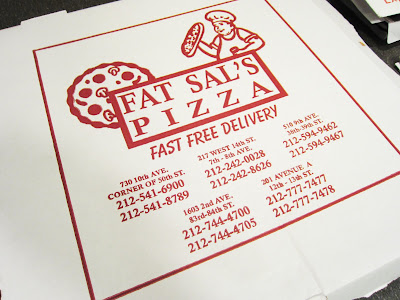 FAT SAL'S
PIZZA
FAST FREE DELIVERY
730 10th AVE.
CORNER OF 50th ST.
212-541-6900
212-541-8789
217 WEST 14th ST.
7th - 8th AVE.
212-242-0028
212-242-8626
510 9th AVE.
38th-39th ST.
212-594-9462
212-594-9467
1603 2nd AVE.
83rd-84th ST.
212-744-4700
212-744-4705
201 AVENUE A
12th - 13th ST.
212-777-7477
212-777-7478